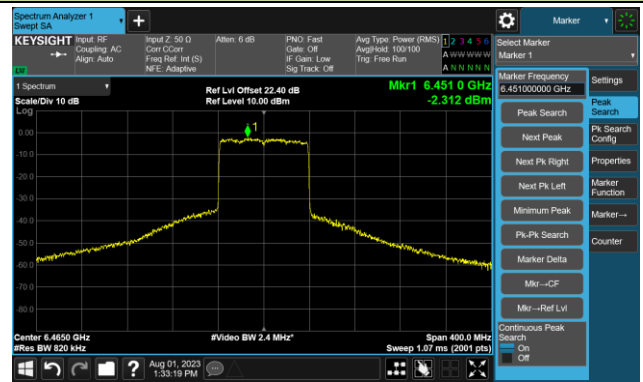 Spectrum Analyzer 1
Swept SA
Marker
KEYSIGHT
Input: RF
Coupling: AC
Align: Auto
Input Z: 50 Ω
Corr CCorr
Freq Ref: Int (S)
NFE: Adaptive
Atten: 6 dB
PNO: Fast
Gate: Off
IF Gain: Low
Sig Track: Off
Avg Type: Power (RMS)
Avg|Hold: 100/100
Trig: Free Run
1 2 3 4 5 6
A W W W W W
A N N N N N
LW
Select Marker
Marker 1
1 Spectrum
Scale/Div 10 dB
Log
Ref Lvl Offset 22.40 dB
Ref Level 10.00 dBm
Mkr1 6.451 0 GHz
-2.312 dBm
1
0.00
-10.0
-20.0
-30.0
-40.0
-50.0
-60.0
-70.0
-80.0
Center 6.4650 GHz
#Res BW 820 kHz
#Video BW 2.4 MHz*
Span 400.0 MHz
Sweep 1.07 ms (2001 pts)
Marker Frequency
6.451000000 GHz
Peak Search
Next Peak
Next Pk Right
Next Pk Left
Minimum Peak
Pk-Pk Search
Marker Delta
Mkr→CF
Mkr→Ref Lvl
Continuous Peak
Search
On
Off
Settings
Peak
Search
Pk Search
Config
Properties
Marker
Function
Marker→
Counter
?
Aug 01, 2023
1:33:19 PM